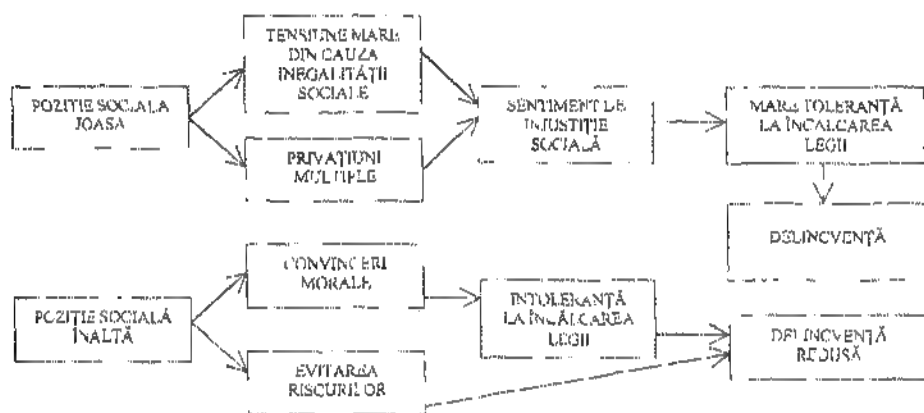 TENSIUNE MARE
DIN CAUZA
INEGALITĂȚII
SOCIALE
POZIȚIE SOCIALĂ
JOASĂ
PRIVAȚIUNI
MULTIPLE
SENTIMENT DE
INJUSTIȚIE
SOCIALĂ
MARE TOLERANȚĂ
LA ÎNCĂLCAREA
LEGII
DELINCVENȚĂ
CONVINGERI
MORALE
POZIȚIE SOCIALĂ
ÎNALTĂ
EVITAREA
RISCURILOR
INTOLERANȚĂ
LA ÎNCĂLCAREA
LEGII
DELINCVENȚĂ
REDUSĂ